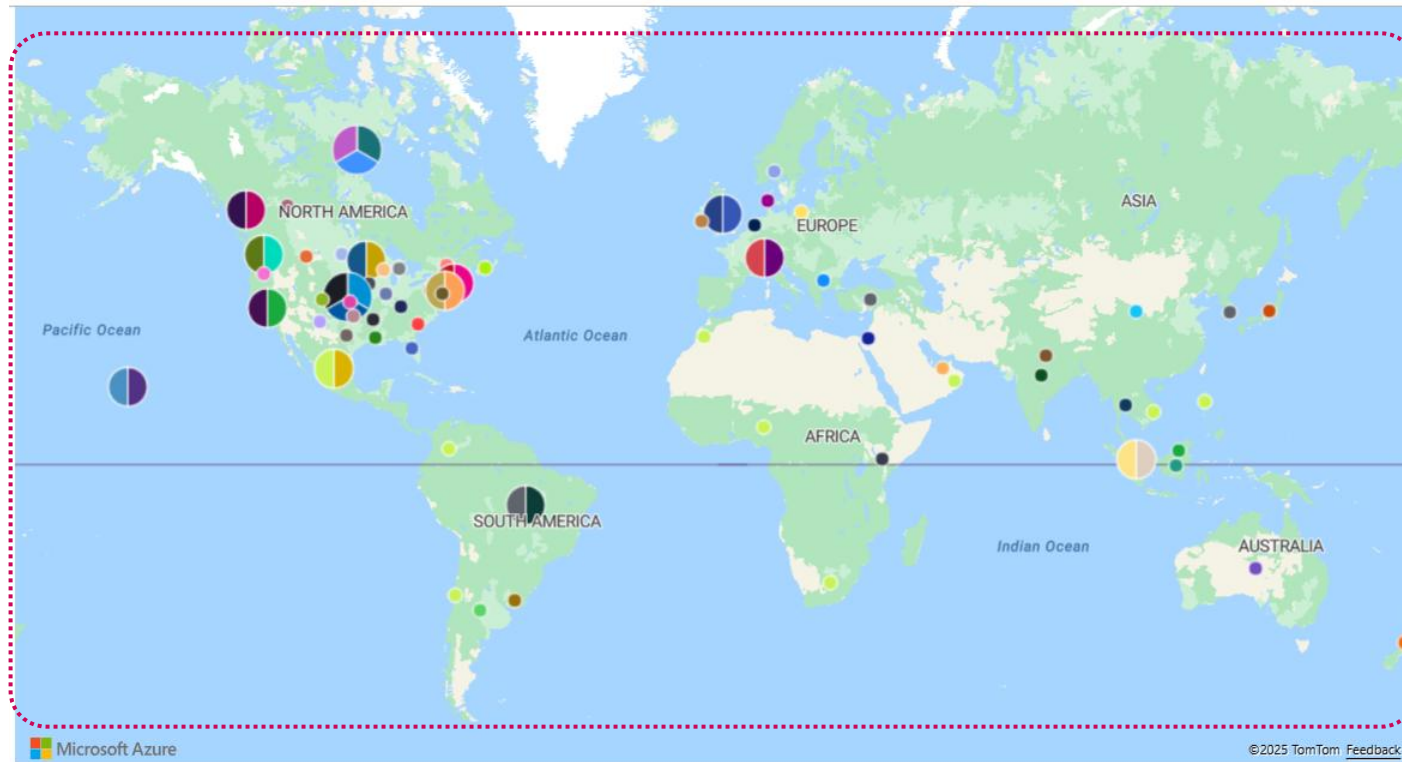 ASIA
NORTH AMERICA
EUROPE
Pacific Ocean
Atlantic Ocean
AFRICA
SOUTH AMERICA
Indian Ocean
AUSTRALIA
Microsoft Azure
©2025 TomTom Feedback